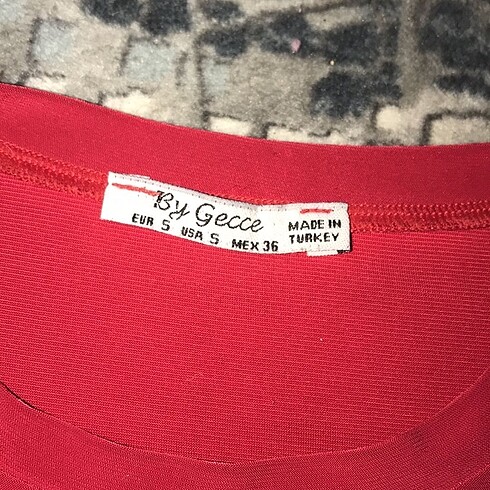 By Gecce
EUR S USA S MEX 36
MADE IN
TURKEY